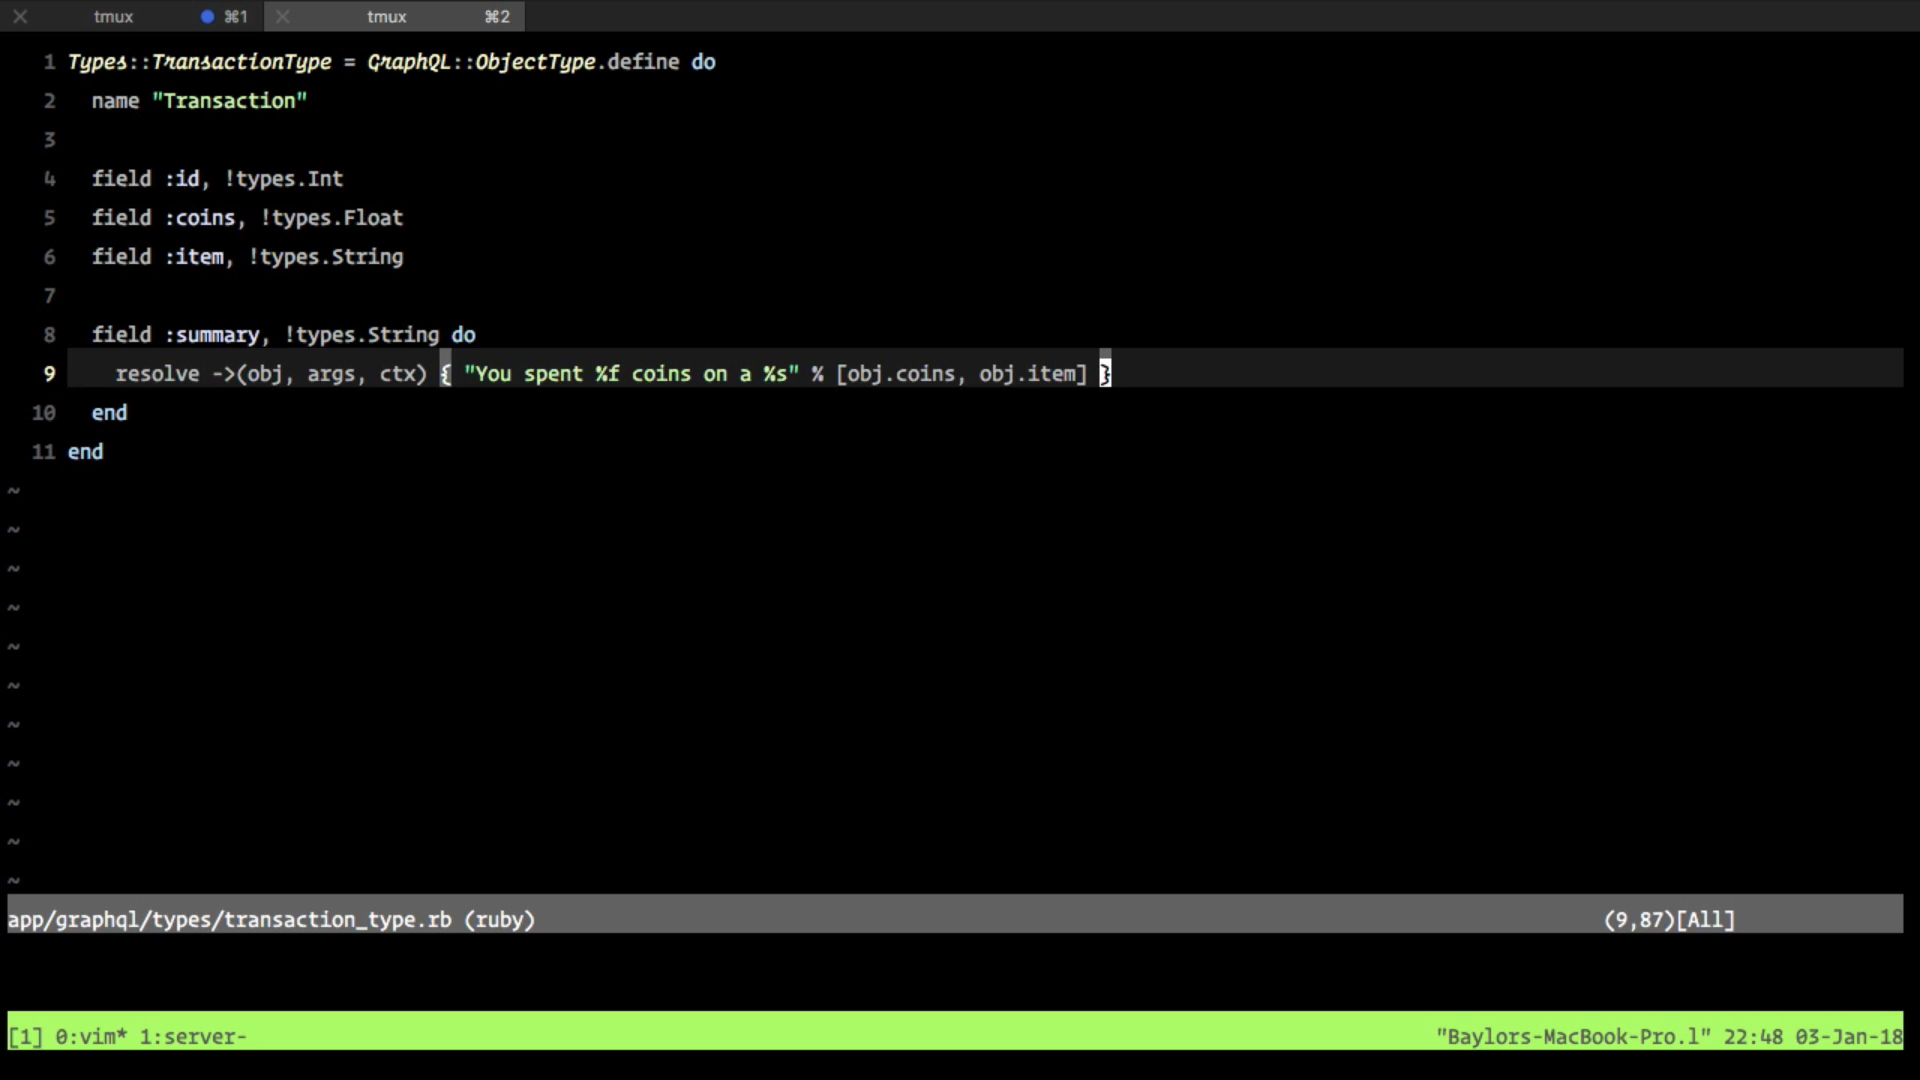 tmux ⌘1 tmux ⌘2
1 Types::TransactionType = GraphQL::ObjectType.define do
2   name "Transaction"
3
4   field :id, !types.Int
5   field :coins, !types.Float
6   field :item, !types.String
7
8   field :summary, !types.String do
9     resolve ->(obj, args, ctx) { "You spent %f coins on a %s" % [obj.coins, obj.item] }
10   end
11 end
~
~
~
~
~
~
~
~
~
~
~
app/graphql/types/transaction_type.rb (ruby) (9,87)[All]
[1] 0:vim* 1:server- "Baylors-MacBook-Pro.l" 22:48 03-Jan-18